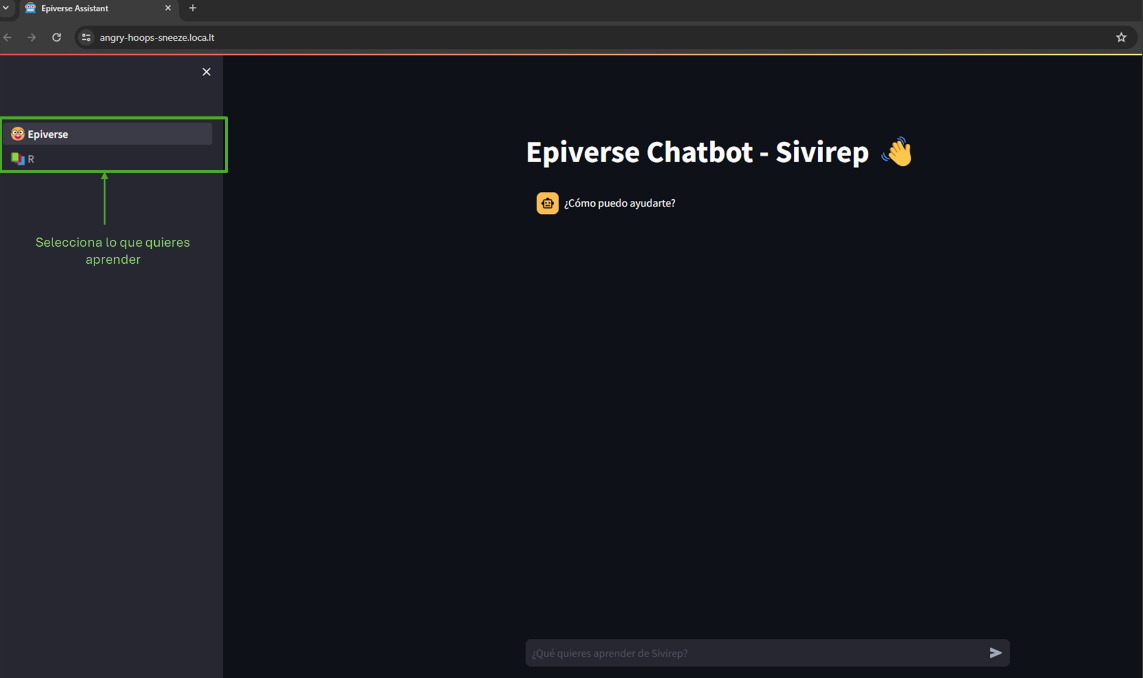 Epiverse Assistant
angry-hoops-sneeze.loca.lt
Epiverse
R
Selecciona lo que quieres
aprender
Epiverse Chatbot - Sivirep
¿Cómo puedo ayudarte?
¿Qué quieres aprender de Sivirep?